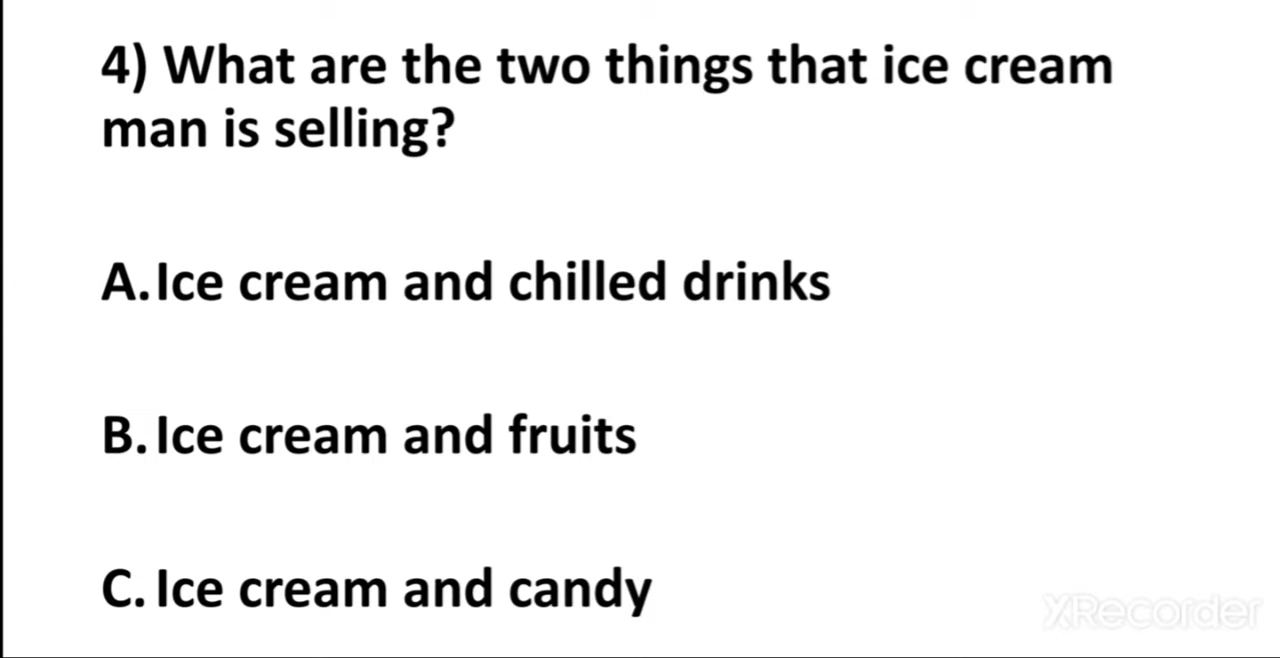 4) What are the two things that ice cream
man is selling?
A. Ice cream and chilled drinks
B. Ice cream and fruits
C. Ice cream and candy
XRecorder